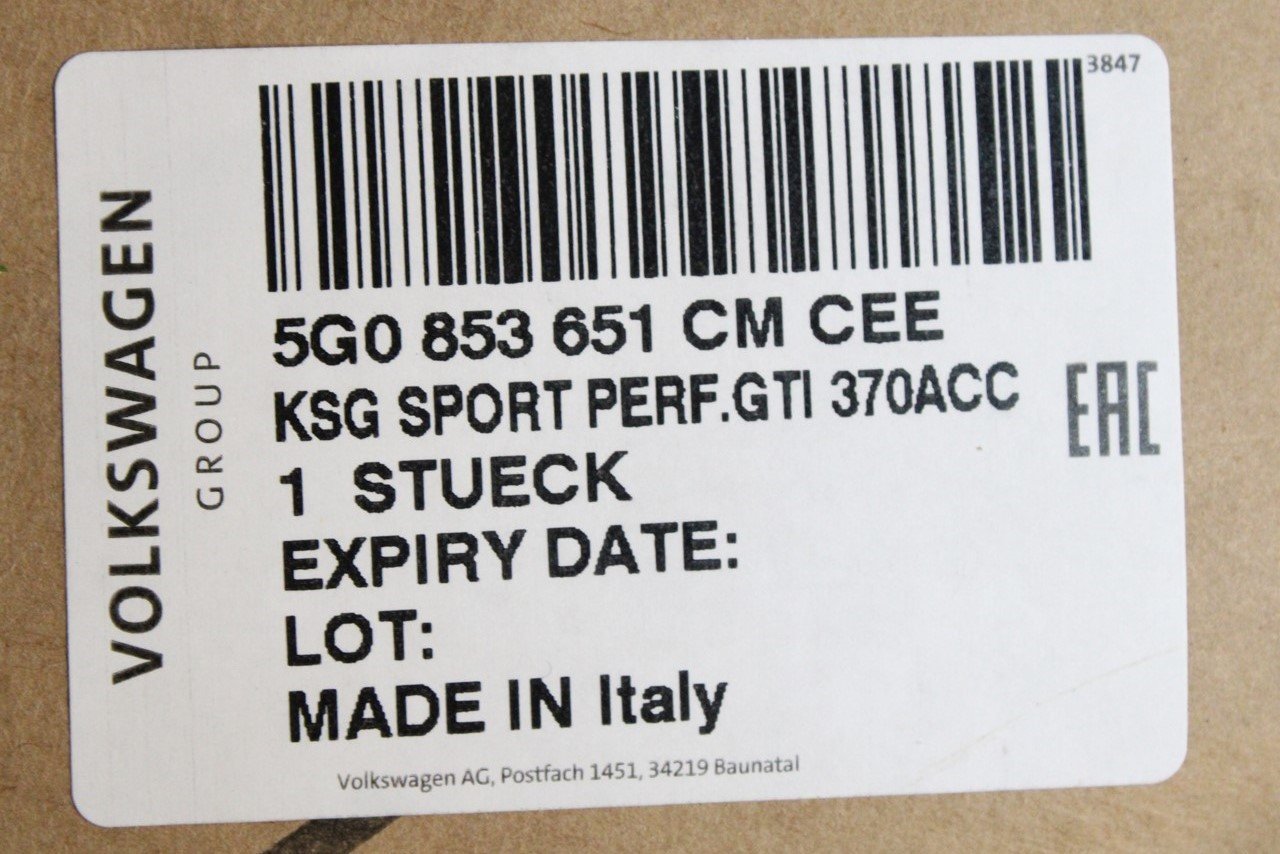 VOLKSWAGEN
GROUP
3847
5G0 853 651 CM CEE
KSG SPORT PERF.GTI 370ACC
EAC
1 STUECK
EXPIRY DATE:
LOT:
MADE IN Italy
Volkswagen AG, Postfach 1451, 34219 Baunatal